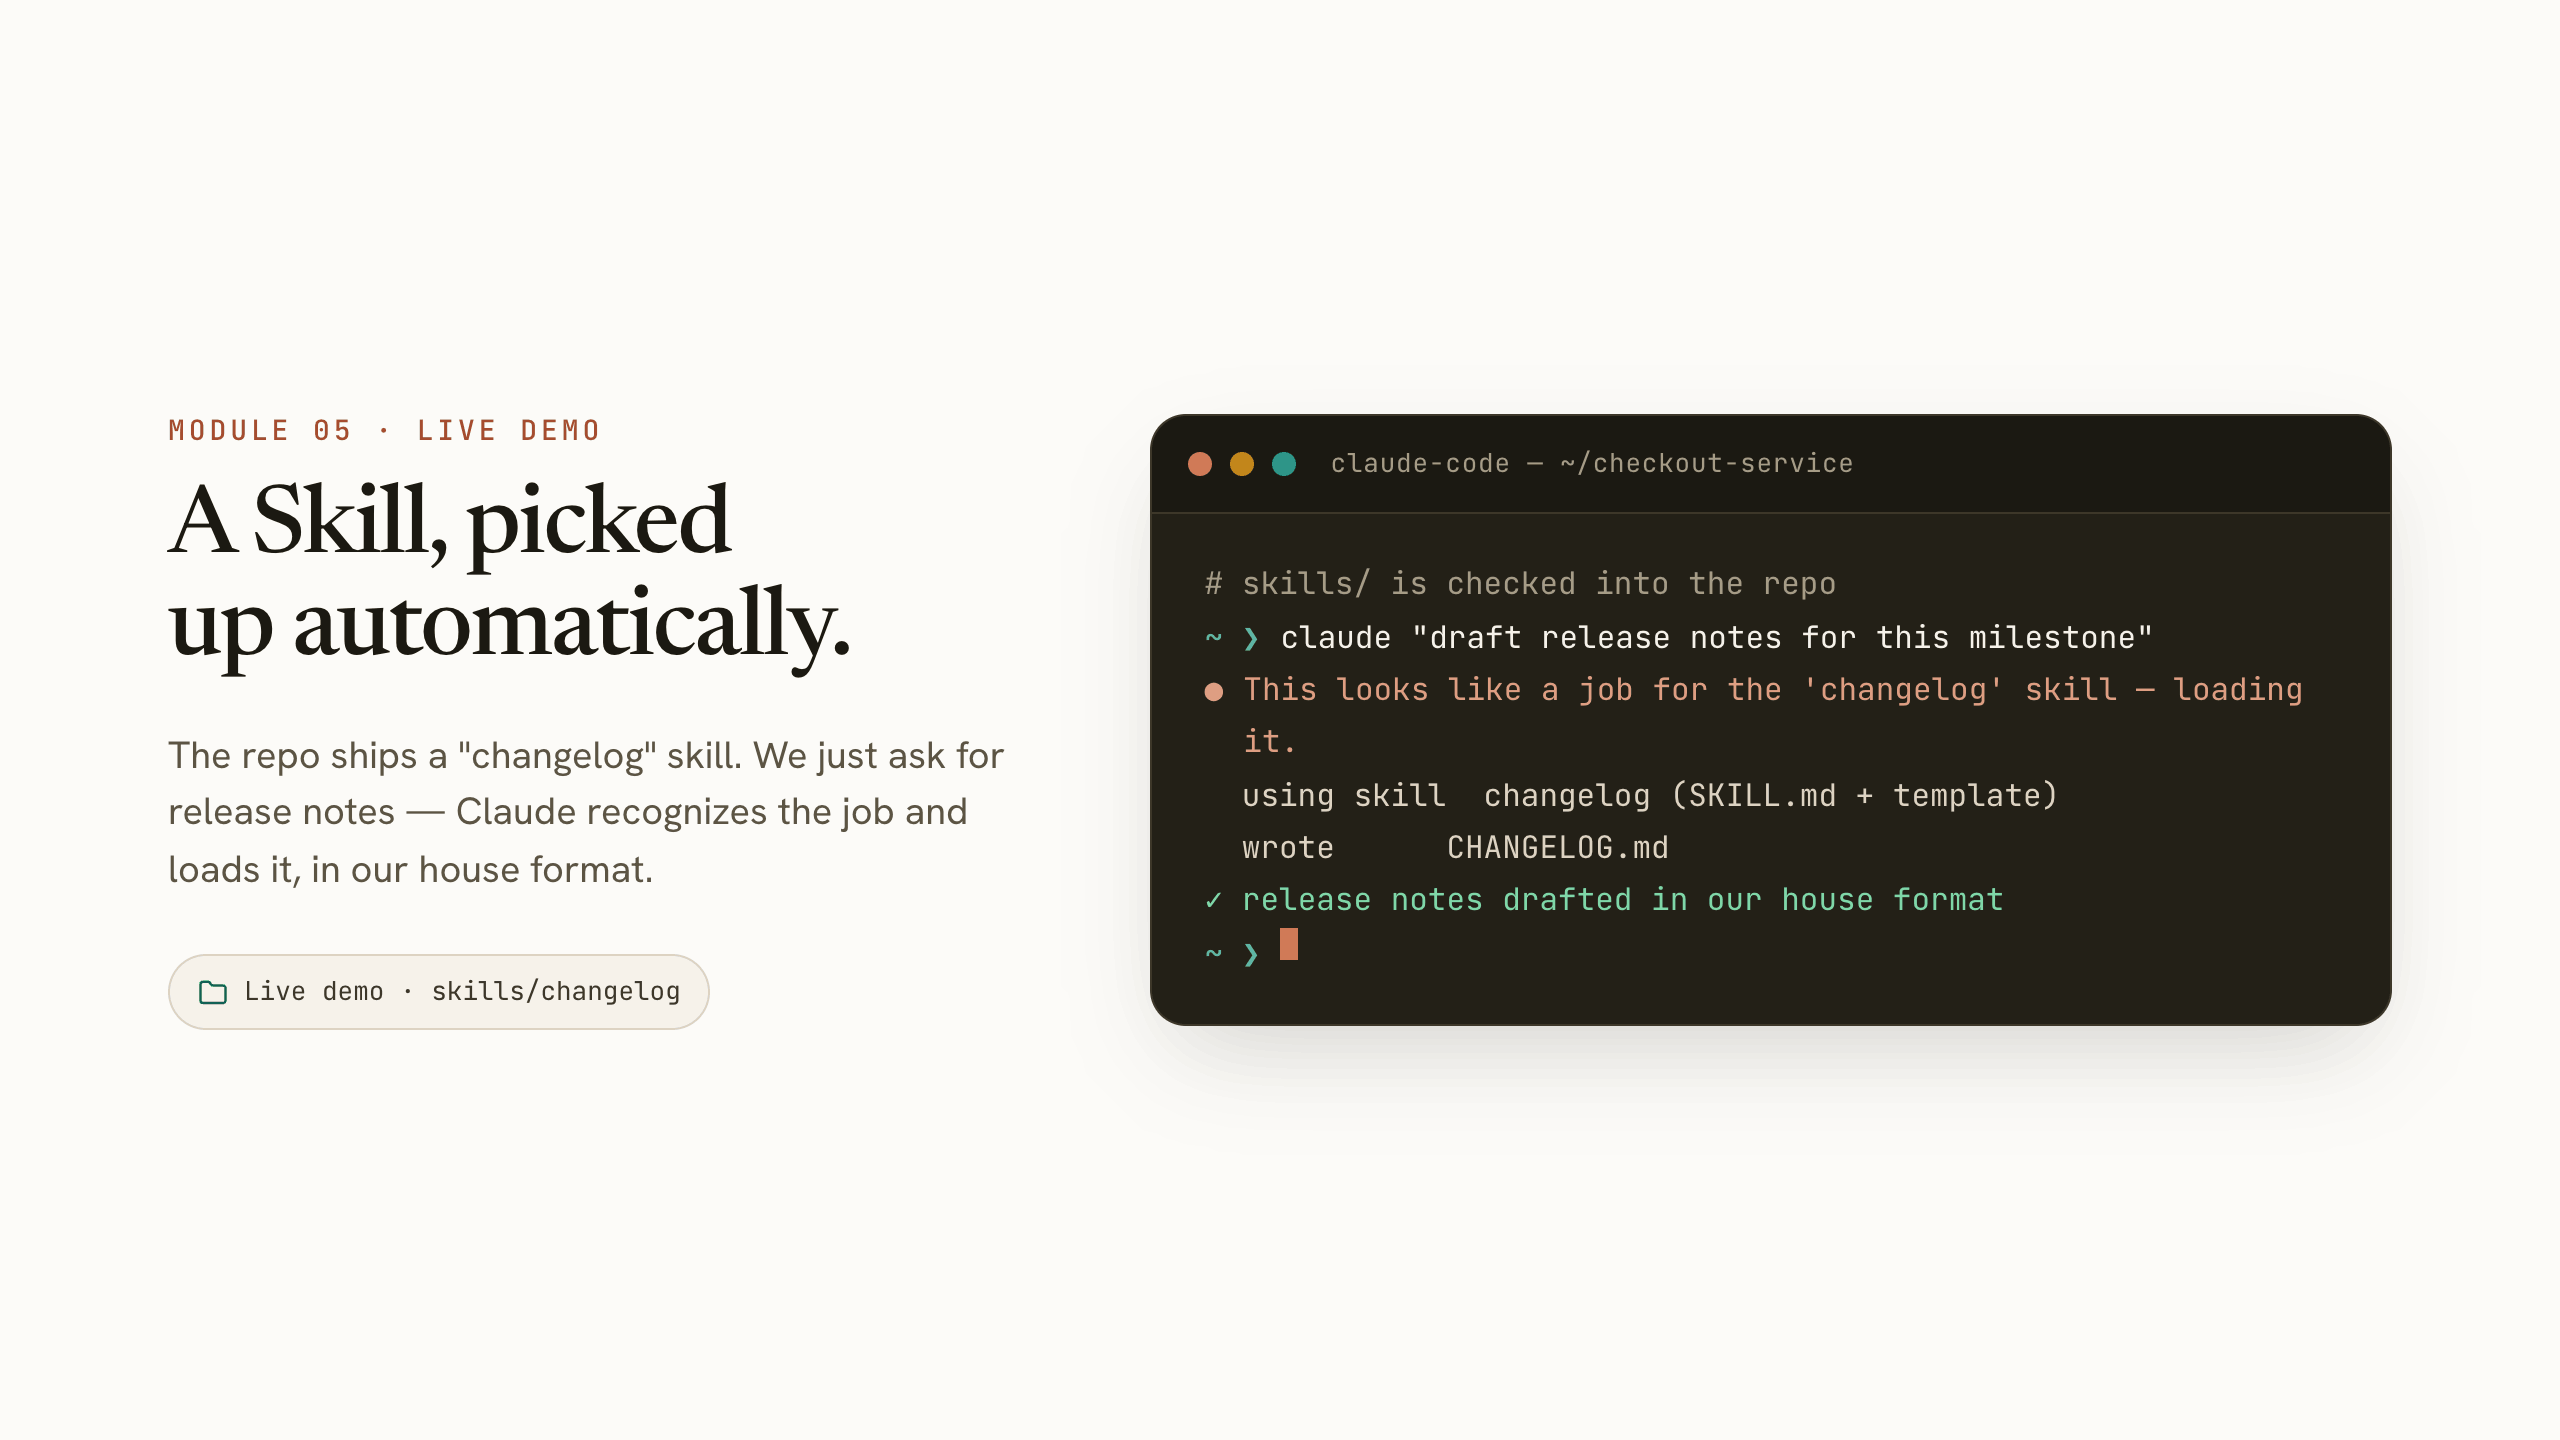 MODULE 05 · LIVE DEMO
A Skill, picked
up automatically.
The repo ships a "changelog" skill. We just ask for
release notes — Claude recognizes the job and
loads it, in our house format.
Live demo · skills/changelog
claude-code — ~/checkout-service
# skills/ is checked into the repo
~ ❯ claude "draft release notes for this milestone"
● This looks like a job for the 'changelog' skill — loading
it.
using skill  changelog (SKILL.md + template)
wrote      CHANGELOG.md
✓ release notes drafted in our house format
~ ❯